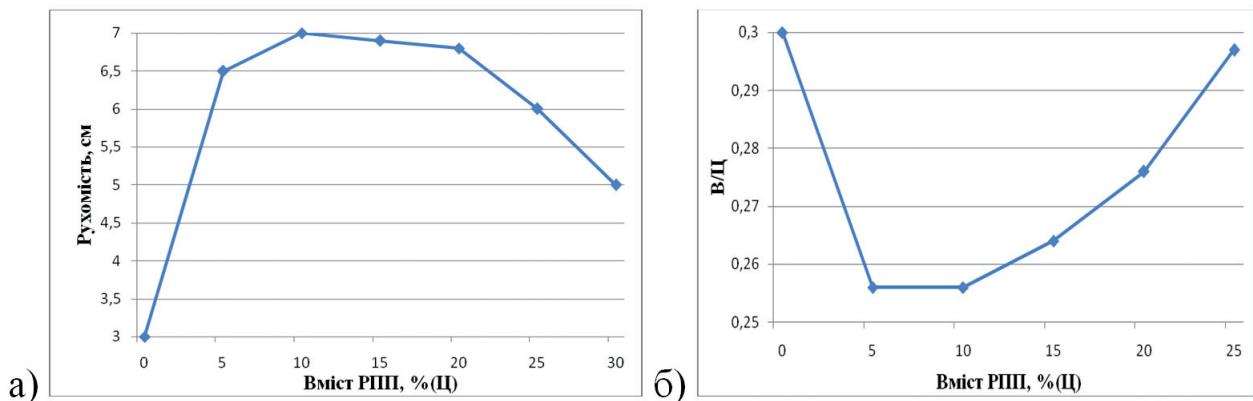 а)
Рухомість, см
7
6,5
6
5,5
5
4,5
4
3,5
3
0 5 10 15 20 25 30
Вміст РПП, %(Ц)
б)
В/Ц
0,3
0,29
0,28
0,27
0,26
0,25
0 5 10 15 20 25
Вміст РПП, %(Ц)